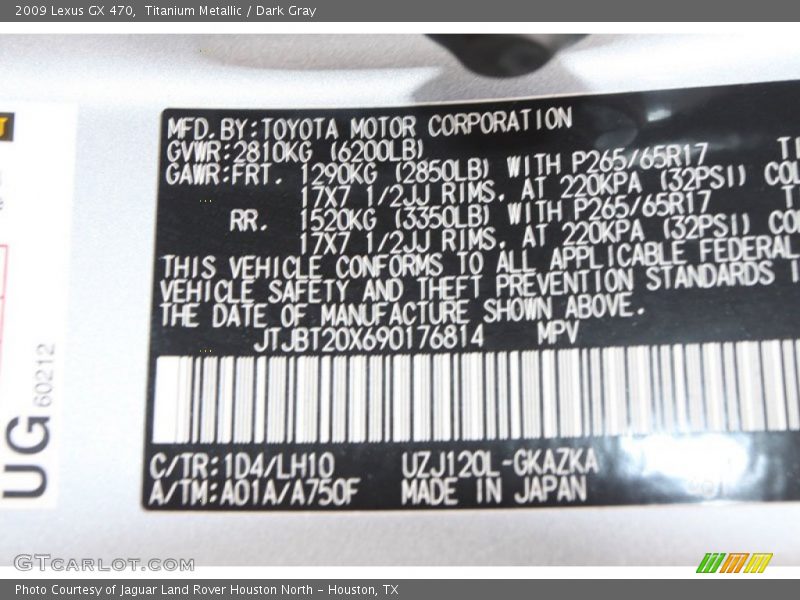 2009 Lexus GX 470, Titanium Metallic / Dark Gray
MFD.BY:TOYOTA MOTOR CORPORATION
GVWR:2810KG (6200LB)
GAWR:FRT. 1290KG (2850LB) WITH P265/65R17
17X7 1/2JJ RIMS. AT 220KPA (32PSI)
RR. 1520KG (3350LB) WITH P265/65R17
17X7 1/2JJ RIMS. AT 220KPA (32PSI)
THIS VEHICLE CONFORMS TO ALL APPLICABLE FEDERAL
VEHICLE SAFETY AND THEFT PREVENTION STANDARDS
THE DATE OF MANUFACTURE SHOWN ABOVE.
JTJBT20X690176814 MPV
C/TR:1D4/LH10 UZJ120L-GKAZKA
A/TM:A01A/A750F MADE IN JAPAN
UG 60212
GTCARLOT.COM
Photo Courtesy of Jaguar Land Rover Houston North - Houston, TX